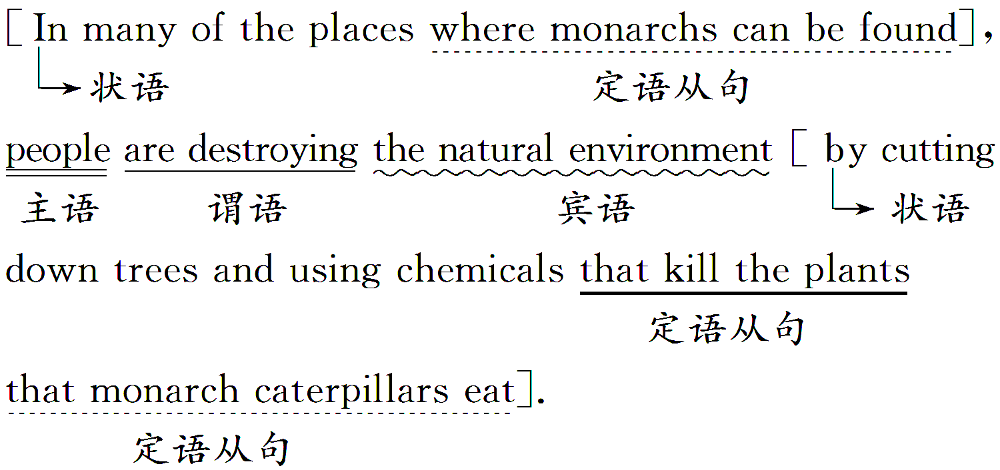 [In many of the places where monarchs can be found],
状语 定语从句
people are destroying the natural environment [by cutting
主语 谓语 宾语 状语
down trees and using chemicals that kill the plants
定语从句
that monarch caterpillars eat].
定语从句